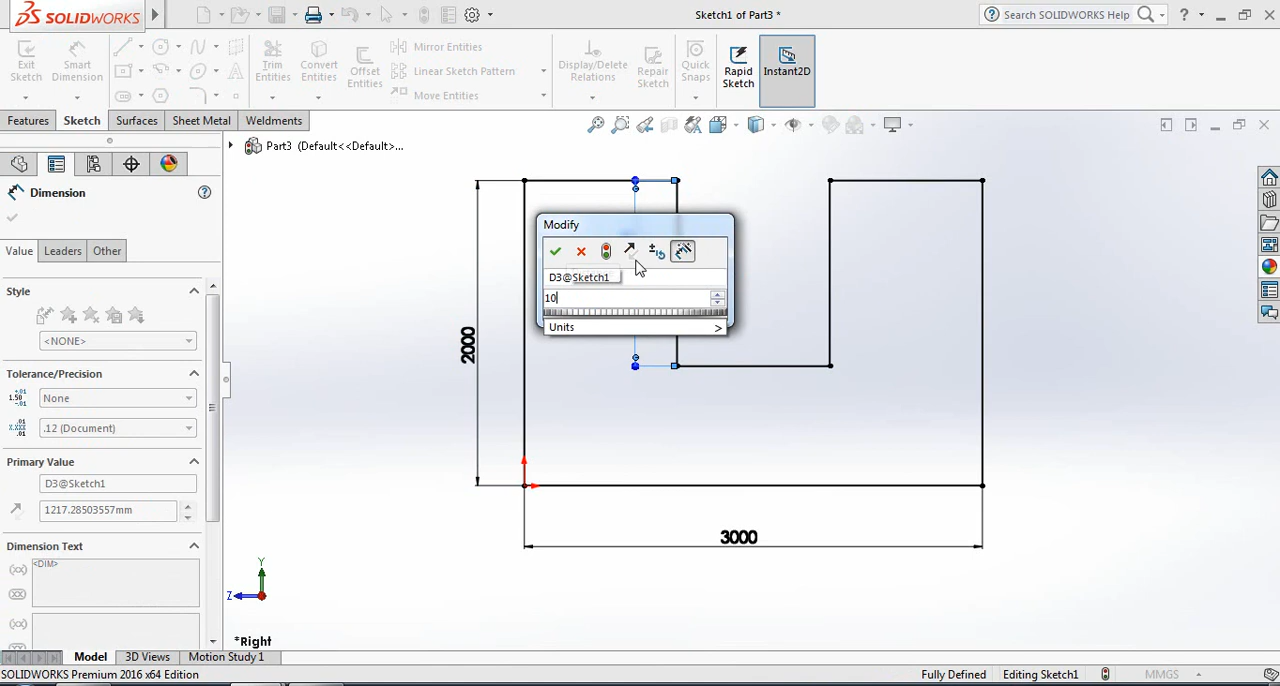 SOLIDWORKS
Sketch1 of Part3 *
Search SOLIDWORKS Help
Exit Sketch
Smart Dimension
Trim Entities
Convert Entities
Offset Entities
Mirror Entities
Linear Sketch Pattern
Move Entities
Display/Delete Relations
Repair Sketch
Quick Snaps
Rapid Sketch
Instant2D
Features
Sketch
Surfaces
Sheet Metal
Weldments
Part3 (Default<<Default>...
Dimension
Value
Leaders
Other
Style
<NONE>
Tolerance/Precision
None
.12 (Document)
Primary Value
D3@Sketch1
1217.28503557mm
Dimension Text
<DIM>
Modify
D3@Sketch1
10
Units >
2000
3000
Y
Z
*Right
Model
3D Views
Motion Study 1
SOLIDWORKS Premium 2016 x64 Edition
Fully Defined
Editing Sketch1
MMGS